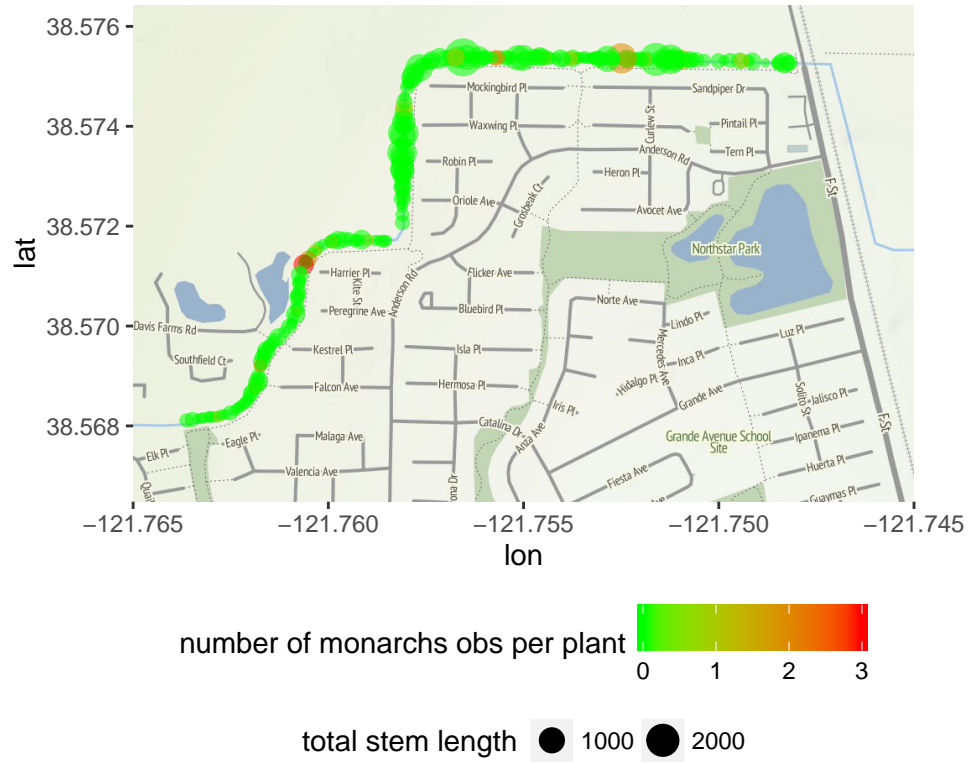 38.576
38.574
38.572
38.570
38.568
lat
Mockingbird Pl
Sandpiper Dr
Waxwing Pl
Curlew St
Pintail Pl
Anderson Rd
Tern Pl
Robin Pl
Heron Pl
F St
Oriole Ave
Grosbeak Ct
Avocet Ave
Northstar Park
Harrier Pl
Kite St
Anderson Rd
Flicker Ave
Peregrine Ave
Bluebird Pl
Norte Ave
Lindo Pl
Luz Pl
Davis Farms Rd
Mercedes Ave
Southfield Ct
Kestrel Pl
Isla Pl
Inca Pl
Falcon Ave
Hermosa Pl
Hidalgo Pl
Grande Ave
Solito St
Jalisco Pl
Iris Pl
F St
Catalina Dr
Anza Ave
Eagle Pl
Malaga Ave
Grande Avenue School
Site
Ipanema Pl
Elk Pl
Valencia Ave
Fiesta Ave
Huerta Pl
Quai
ona Dr
Ave
Guaymas Pl
−121.765
−121.760
−121.755
−121.750
−121.745
lon
number of monarchs obs per plant
0
1
2
3
total stem length
1000
2000